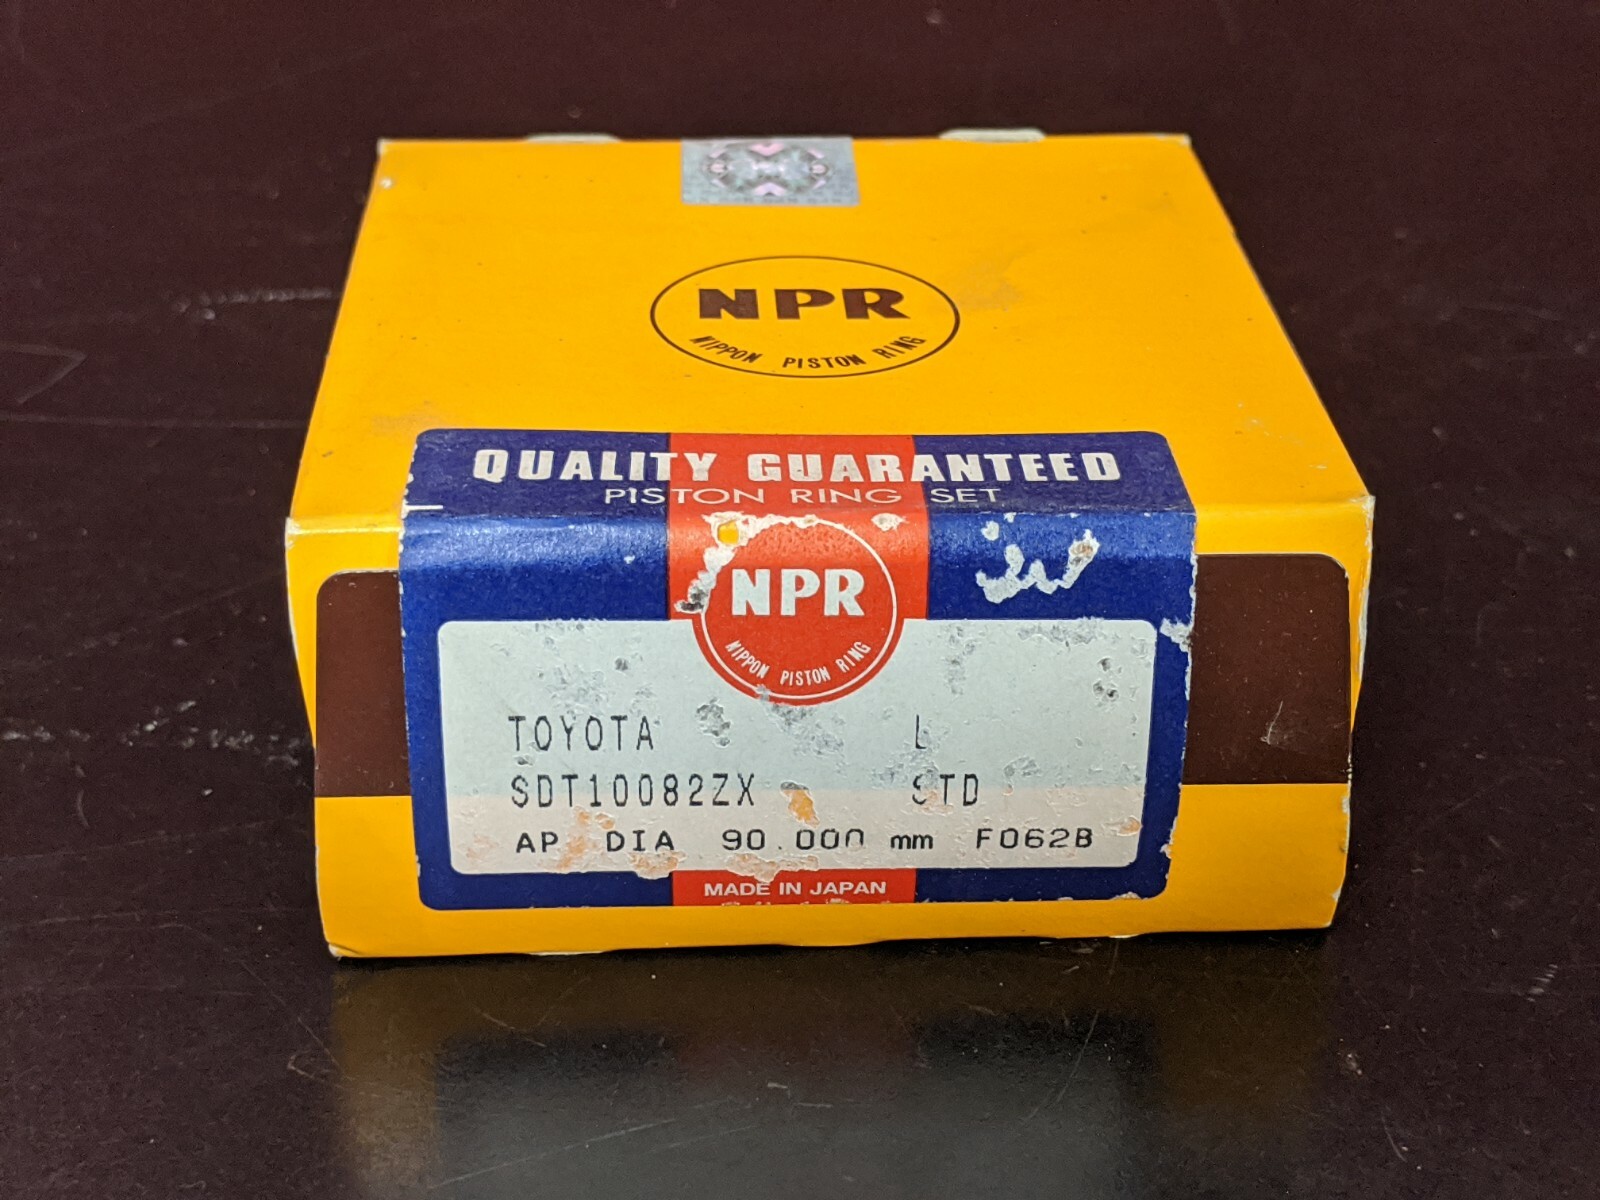 NPR
NIPPON PISTON RING
QUALITY GUARANTEED
PISTON RING SET
NPR
NIPPON PISTON RING
TOYOTA L
SDT10082ZX STD
AP DIA 90.000 mm F062B
MADE IN JAPAN